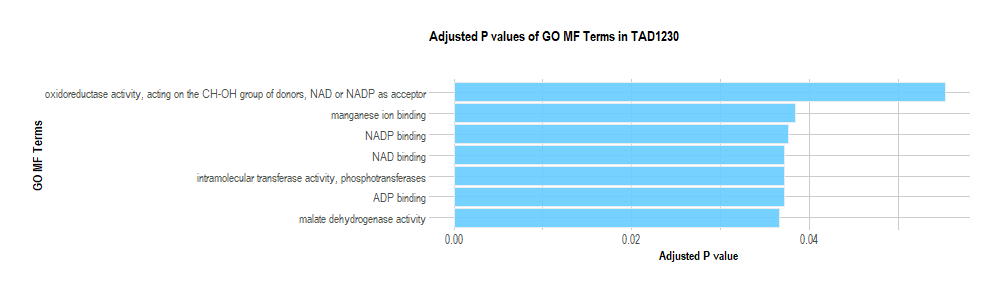 Adjusted P values of GO MF Terms in TAD1230
GO MF Terms
oxidoreductase activity, acting on the CH-OH group of donors, NAD or NADP as acceptor
manganese ion binding
NADP binding
NAD binding
intramolecular transferase activity, phosphotransferases
ADP binding
malate dehydrogenase activity
0.00 0.02 0.04
Adjusted P value